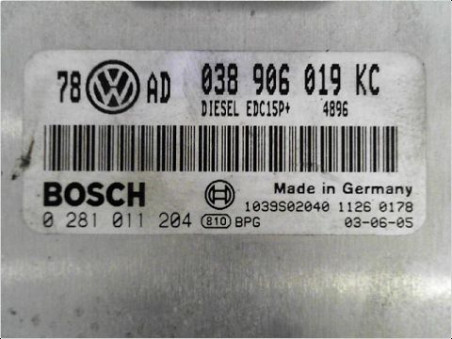 78 VW AD 038 906 019 KC
DIESEL EDC15P+ 4896
BOSCH Made in Germany
1039S02040 1126 0178
0 281 011 204 810 BPG 03-06-05